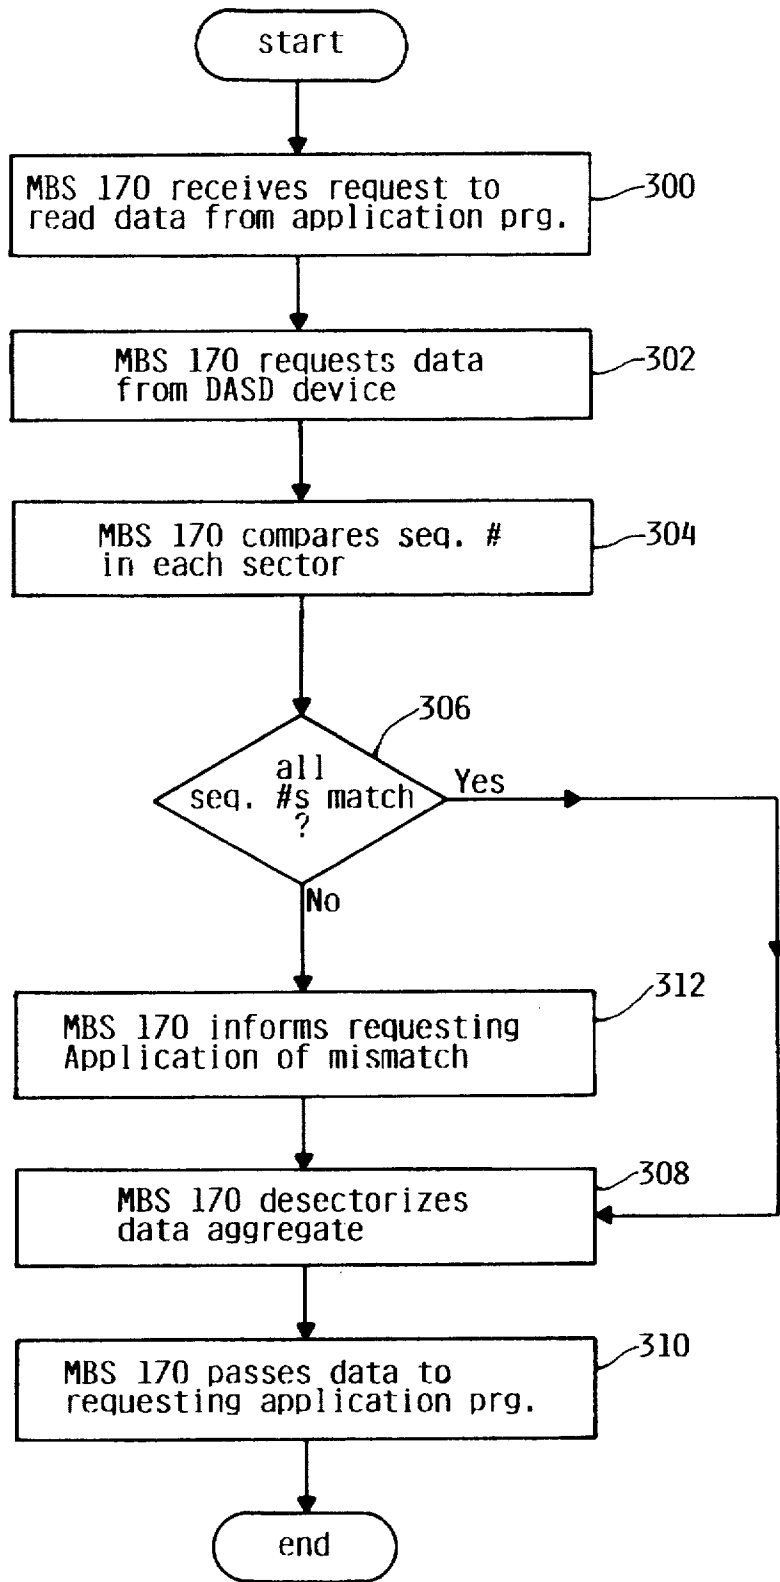 start
MBS 170 receives request to
read data from application prg.
300
MBS 170 requests data
from DASD device
302
MBS 170 compares seq. #
in each sector
304
306
all
seq. #s match
?
Yes
No
312
MBS 170 informs requesting
Application of mismatch
308
MBS 170 desectorizes
data aggregate
310
MBS 170 passes data to
requesting application prg.
end